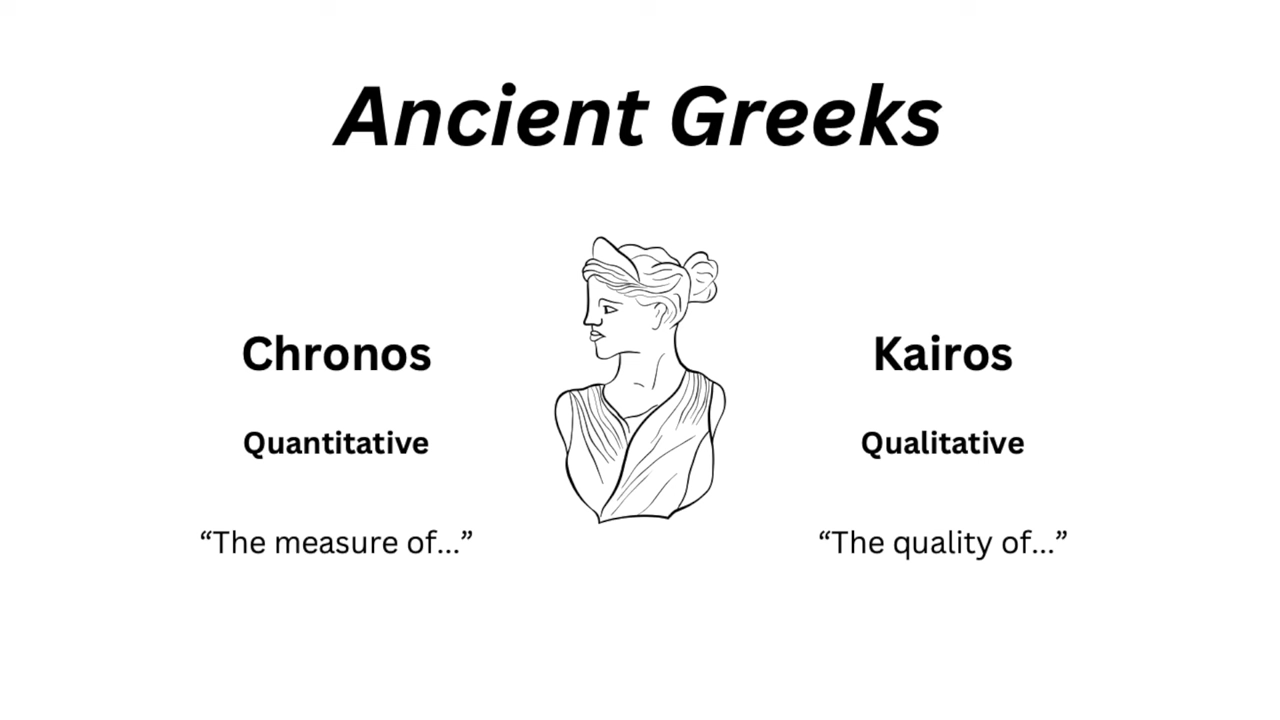 Ancient Greeks
Chronos
Quantitative
“The measure of...”
Kairos
Qualitative
“The quality of...”